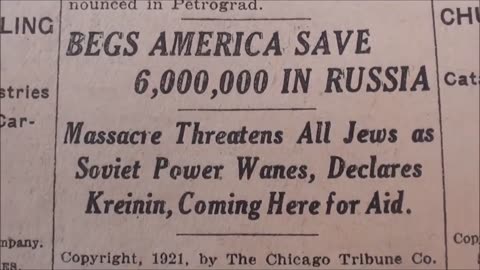 nounced in Petrograd.
LING
CHU
BEGS AMERICA SAVE
6,000,000 IN RUSSIA
stries
Car-
Cata
Massacre Threatens All Jews as
Soviet Power Wanes, Declares
Kreinin, Coming Here for Aid.
mpany.
Cop
Copyright, 1921, by The Chicago Tribune Co.